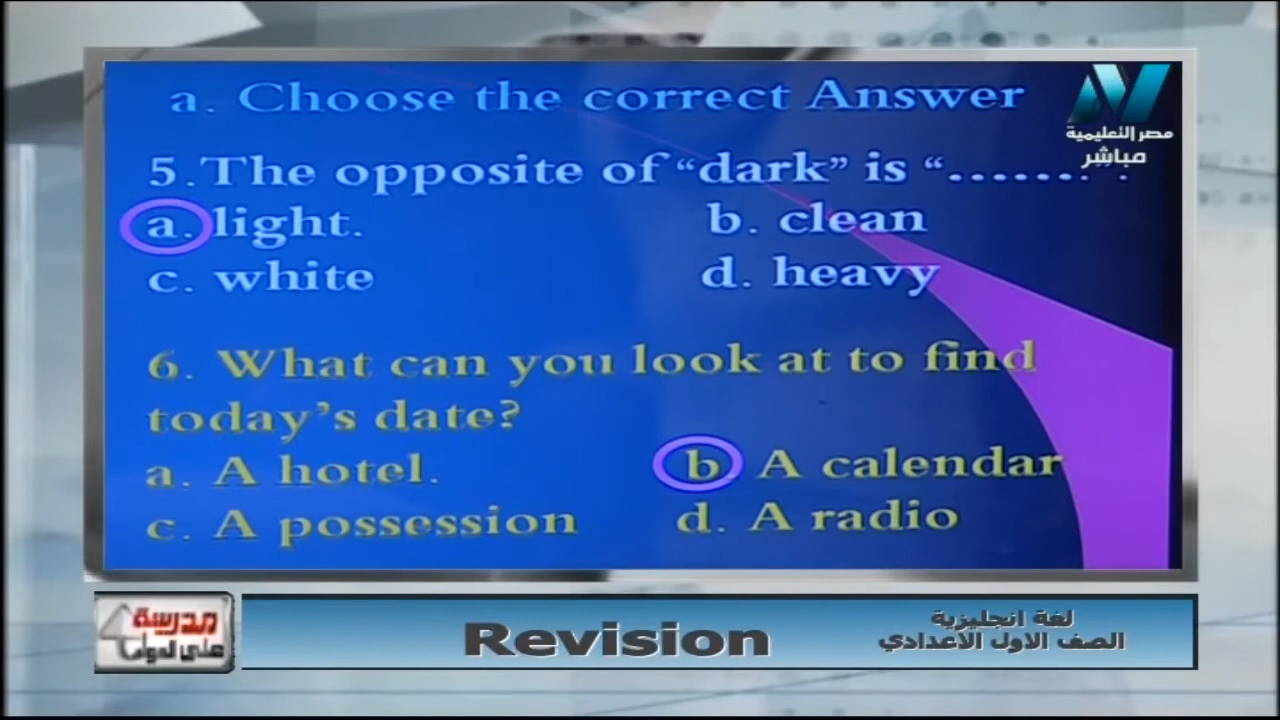 a. Choose the correct Answer
مصر التعليمية
مباشر
5.The opposite of “dark” is “.......
a. light.
b. clean
c. white
d. heavy
6. What can you look at to find
today’s date?
a. A hotel.
b A calendar
c. A possession
d. A radio
مدرسة
على الهواء
Revision
لغة انجليزية
الصف الاول الاعدادي